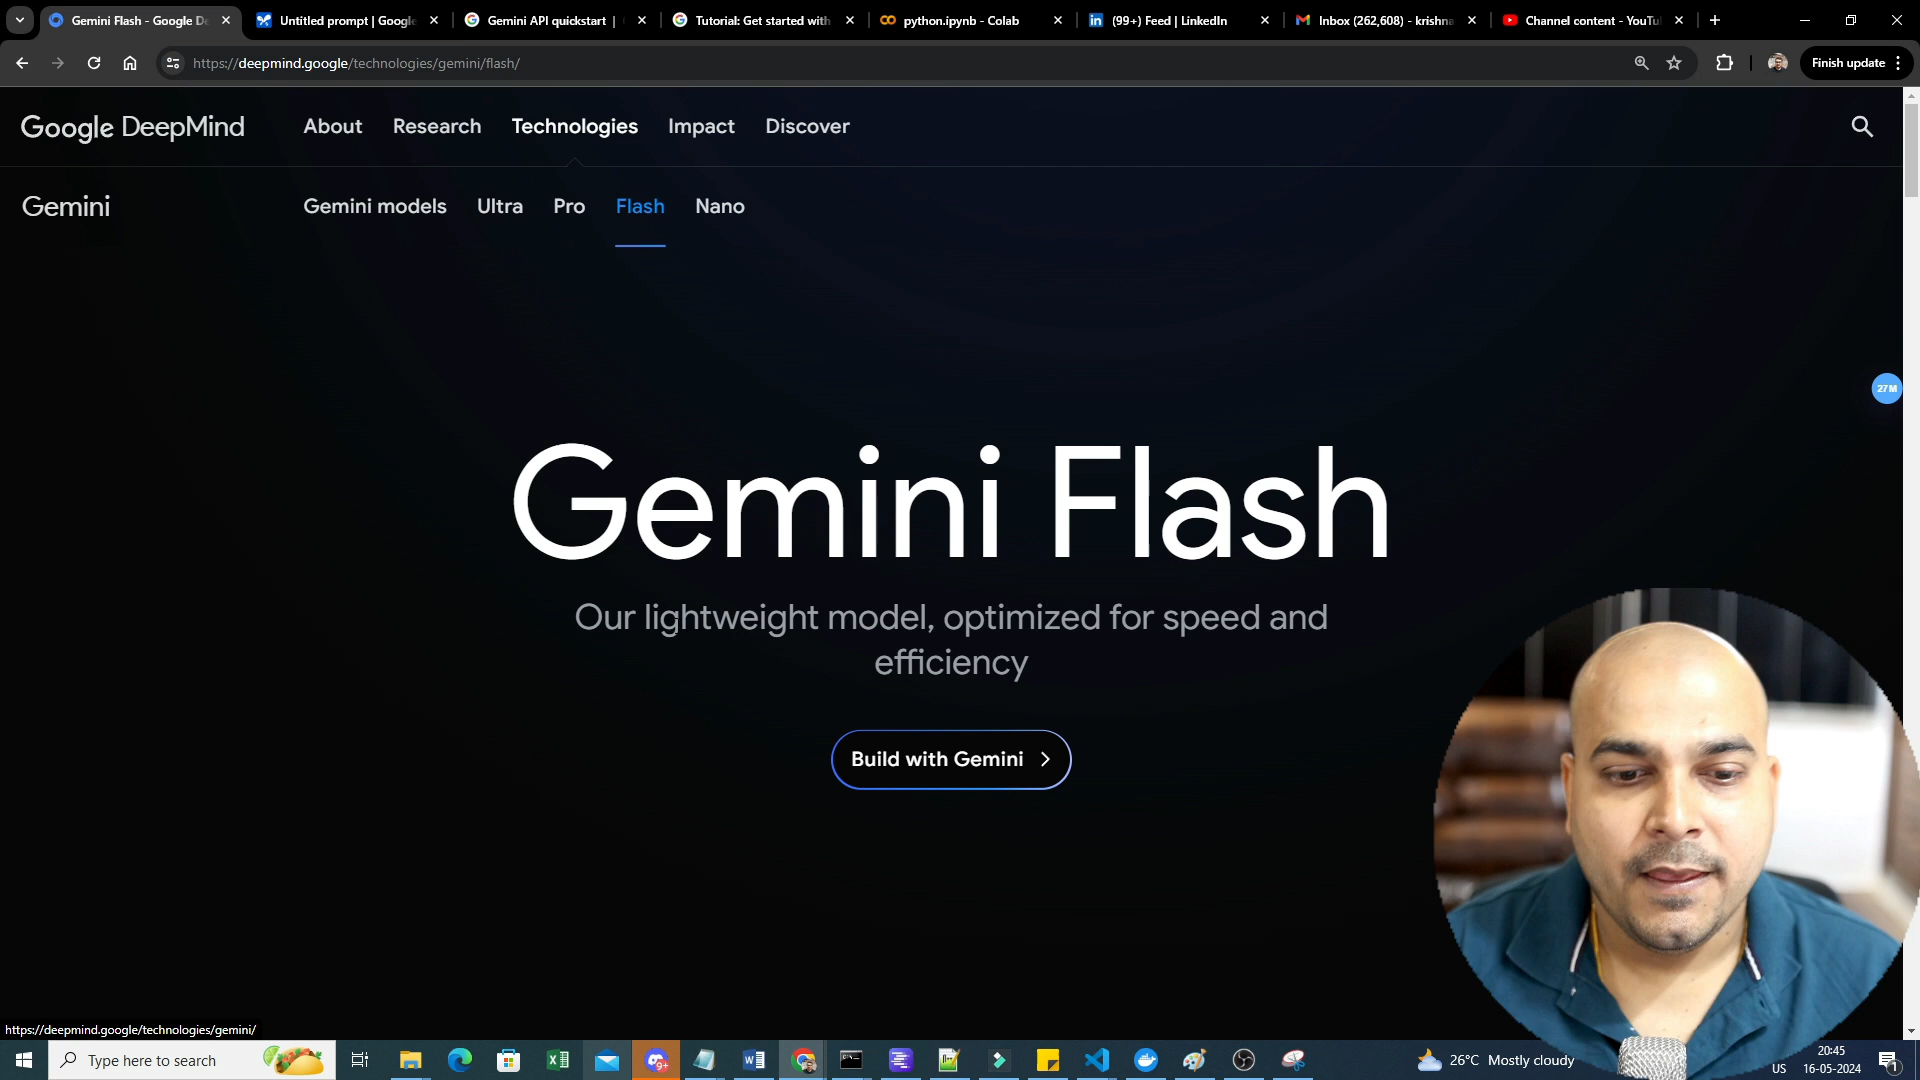 Gemini Flash - Google De
Untitled prompt | Google
Gemini API quickstart |
Tutorial: Get started with
python.ipynb - Colab
(99+) Feed | LinkedIn
Inbox (262,608) - krishna
Channel content - YouTu
https://deepmind.google/technologies/gemini/flash/
Finish update
Google DeepMind
About
Research
Technologies
Impact
Discover
Gemini
Gemini models
Ultra
Pro
Flash
Nano
27M
Gemini Flash
Our lightweight model, optimized for speed and
efficiency
Build with Gemini
https://deepmind.google/technologies/gemini/
Type here to search
9+
26°C Mostly cloudy
US
20:45
16-05-2024
1